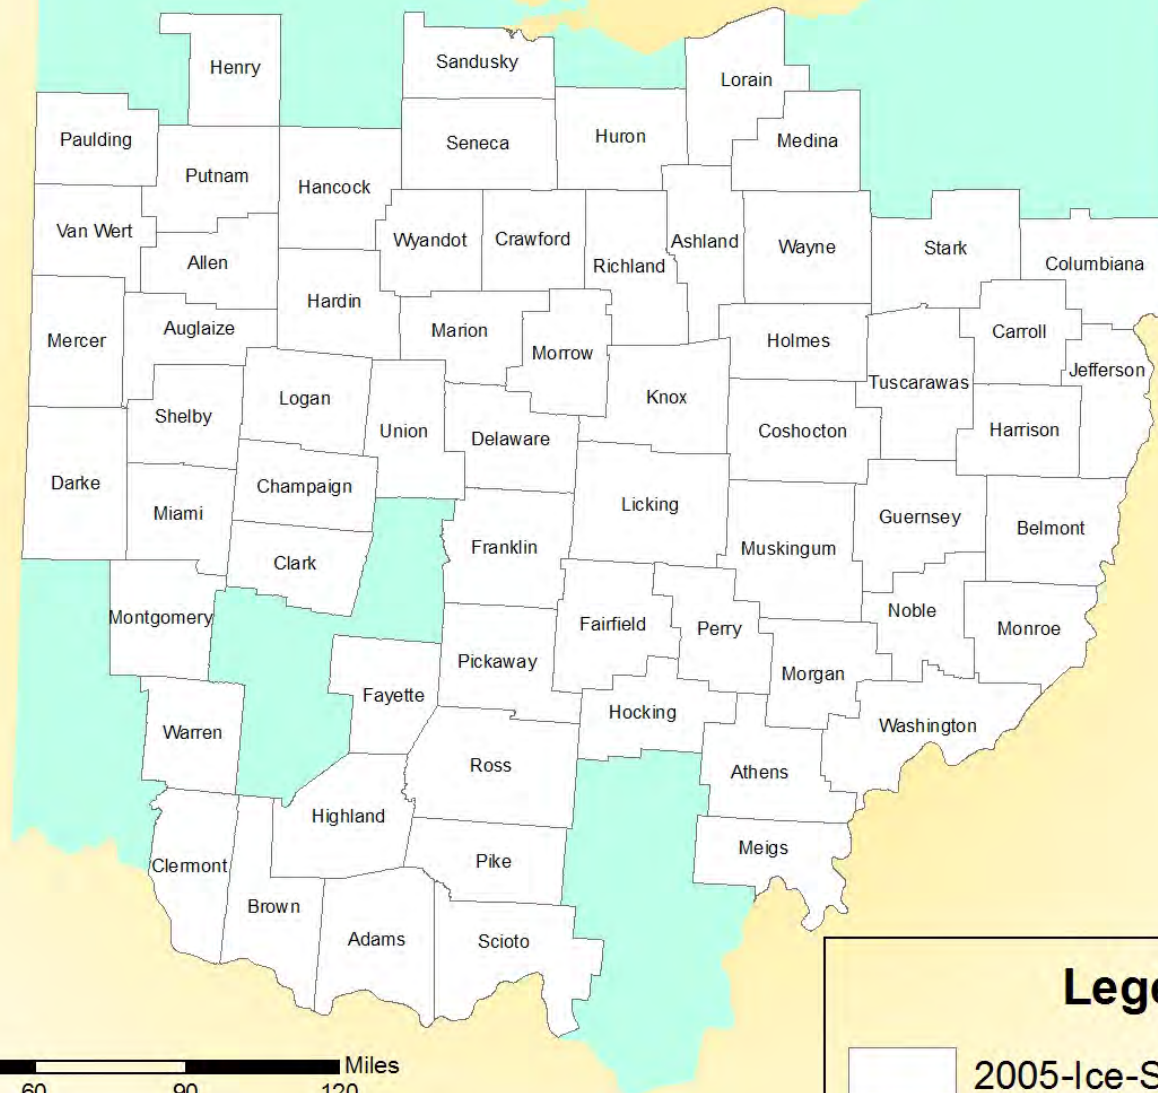 Henry
Sandusky
Lorain
Paulding
Putnam
Hancock
Seneca
Huron
Medina
Van Wert
Allen
Wyandot
Crawford
Richland
Ashland
Wayne
Stark
Columbiana
Mercer
Auglaize
Hardin
Marion
Morrow
Holmes
Tuscarawas
Carroll
Jefferson
Shelby
Logan
Union
Delaware
Knox
Coshocton
Harrison
Darke
Miami
Champaign
Clark
Franklin
Licking
Muskingum
Guernsey
Belmont
Montgomery
Fayette
Pickaway
Fairfield
Perry
Morgan
Noble
Monroe
Warren
Ross
Hocking
Athens
Washington
Clermont
Brown
Highland
Adams
Pike
Scioto
Meigs
Miles
60 90 120
Lege
2005-Ice-S